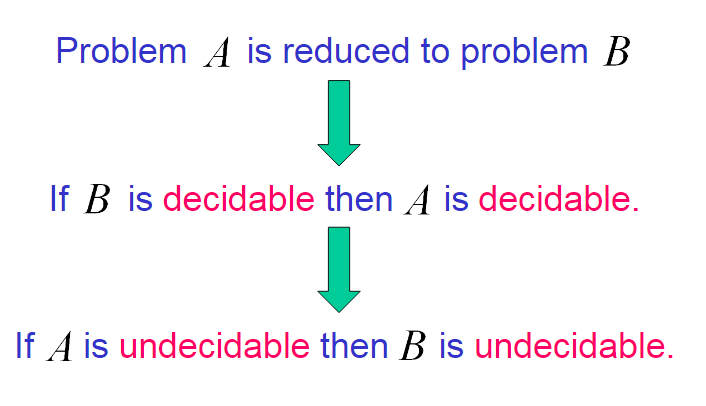 Problem A is reduced to problem B
If B is decidable then A is decidable.
If A is undecidable then B is undecidable.